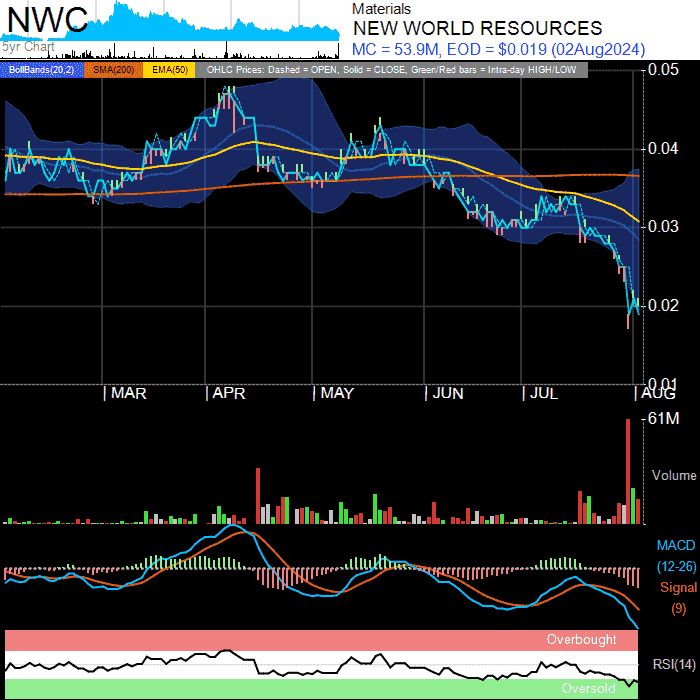 NWC
5yr Chart
Materials
NEW WORLD RESOURCES
MC = 53.9M, EOD = $0.019 (02Aug2024)
BollBands(20,2) SMA(200) EMA(50) OHLC Prices: Dashed = OPEN, Solid = CLOSE, Green/Red bars = Intra-day HIGH/LOW
0.05
0.04
0.03
0.02
0.01
MAR APR MAY JUN JUL AUG
61M
Volume
MACD
(12-26)
Signal
(9)
Overbought
RSI(14)
Oversold